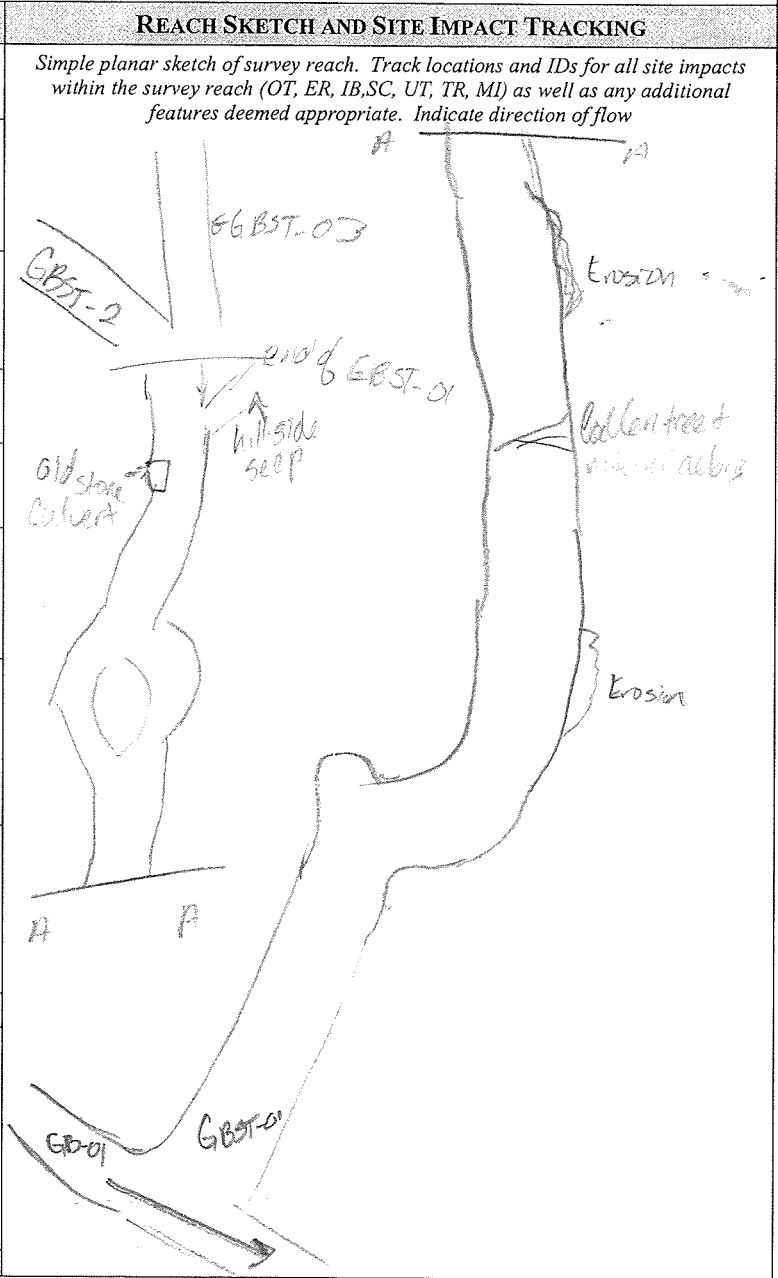 REACH SKETCH AND SITE IMPACT TRACKING
Simple planar sketch of survey reach. Track locations and IDs for all site impacts
within the survey reach (OT, ER, IB,SC, UT, TR, MI) as well as any additional
features deemed appropriate. Indicate direction of flow
A A
GBST-03
GBST-2
Erosion
end of GBST-01
hillside
seep
old stone
Culvert
fallen tree &
debris
Erosion
A A
GBST-01
GB-01